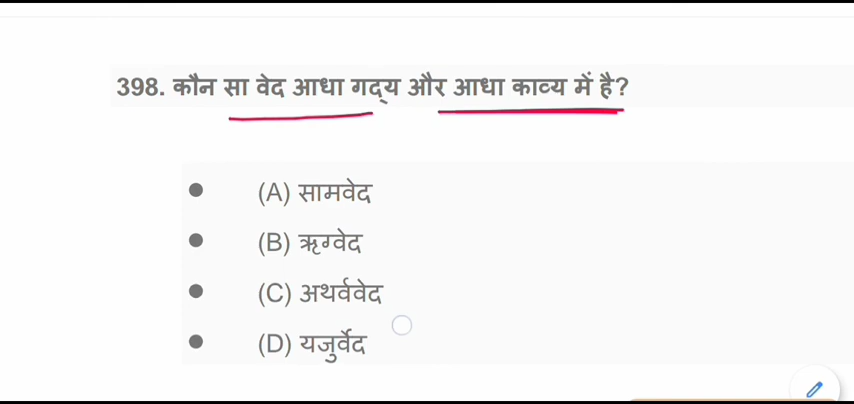 398. कौन सा वेद आधा गद्य और आधा काव्य में है?
(A) सामवेद
(B) ऋग्वेद
(C) अथर्ववेद
(D) यजुर्वेद